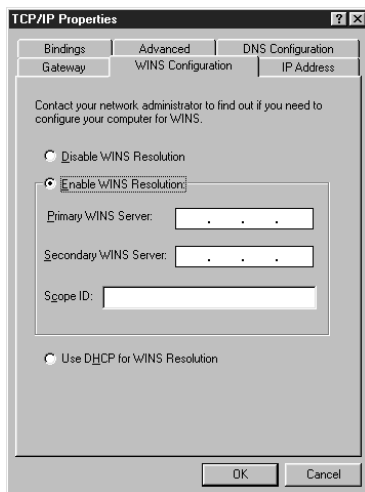 TCP/IP Properties
Bindings Advanced DNS Configuration
Gateway WINS Configuration IP Address
Contact your network administrator to find out if you need to
configure your computer for WINS.
Disable WINS Resolution
Enable WINS Resolution:
Primary WINS Server: . . .
Secondary WINS Server: . . .
Scope ID:
Use DHCP for WINS Resolution
OK Cancel